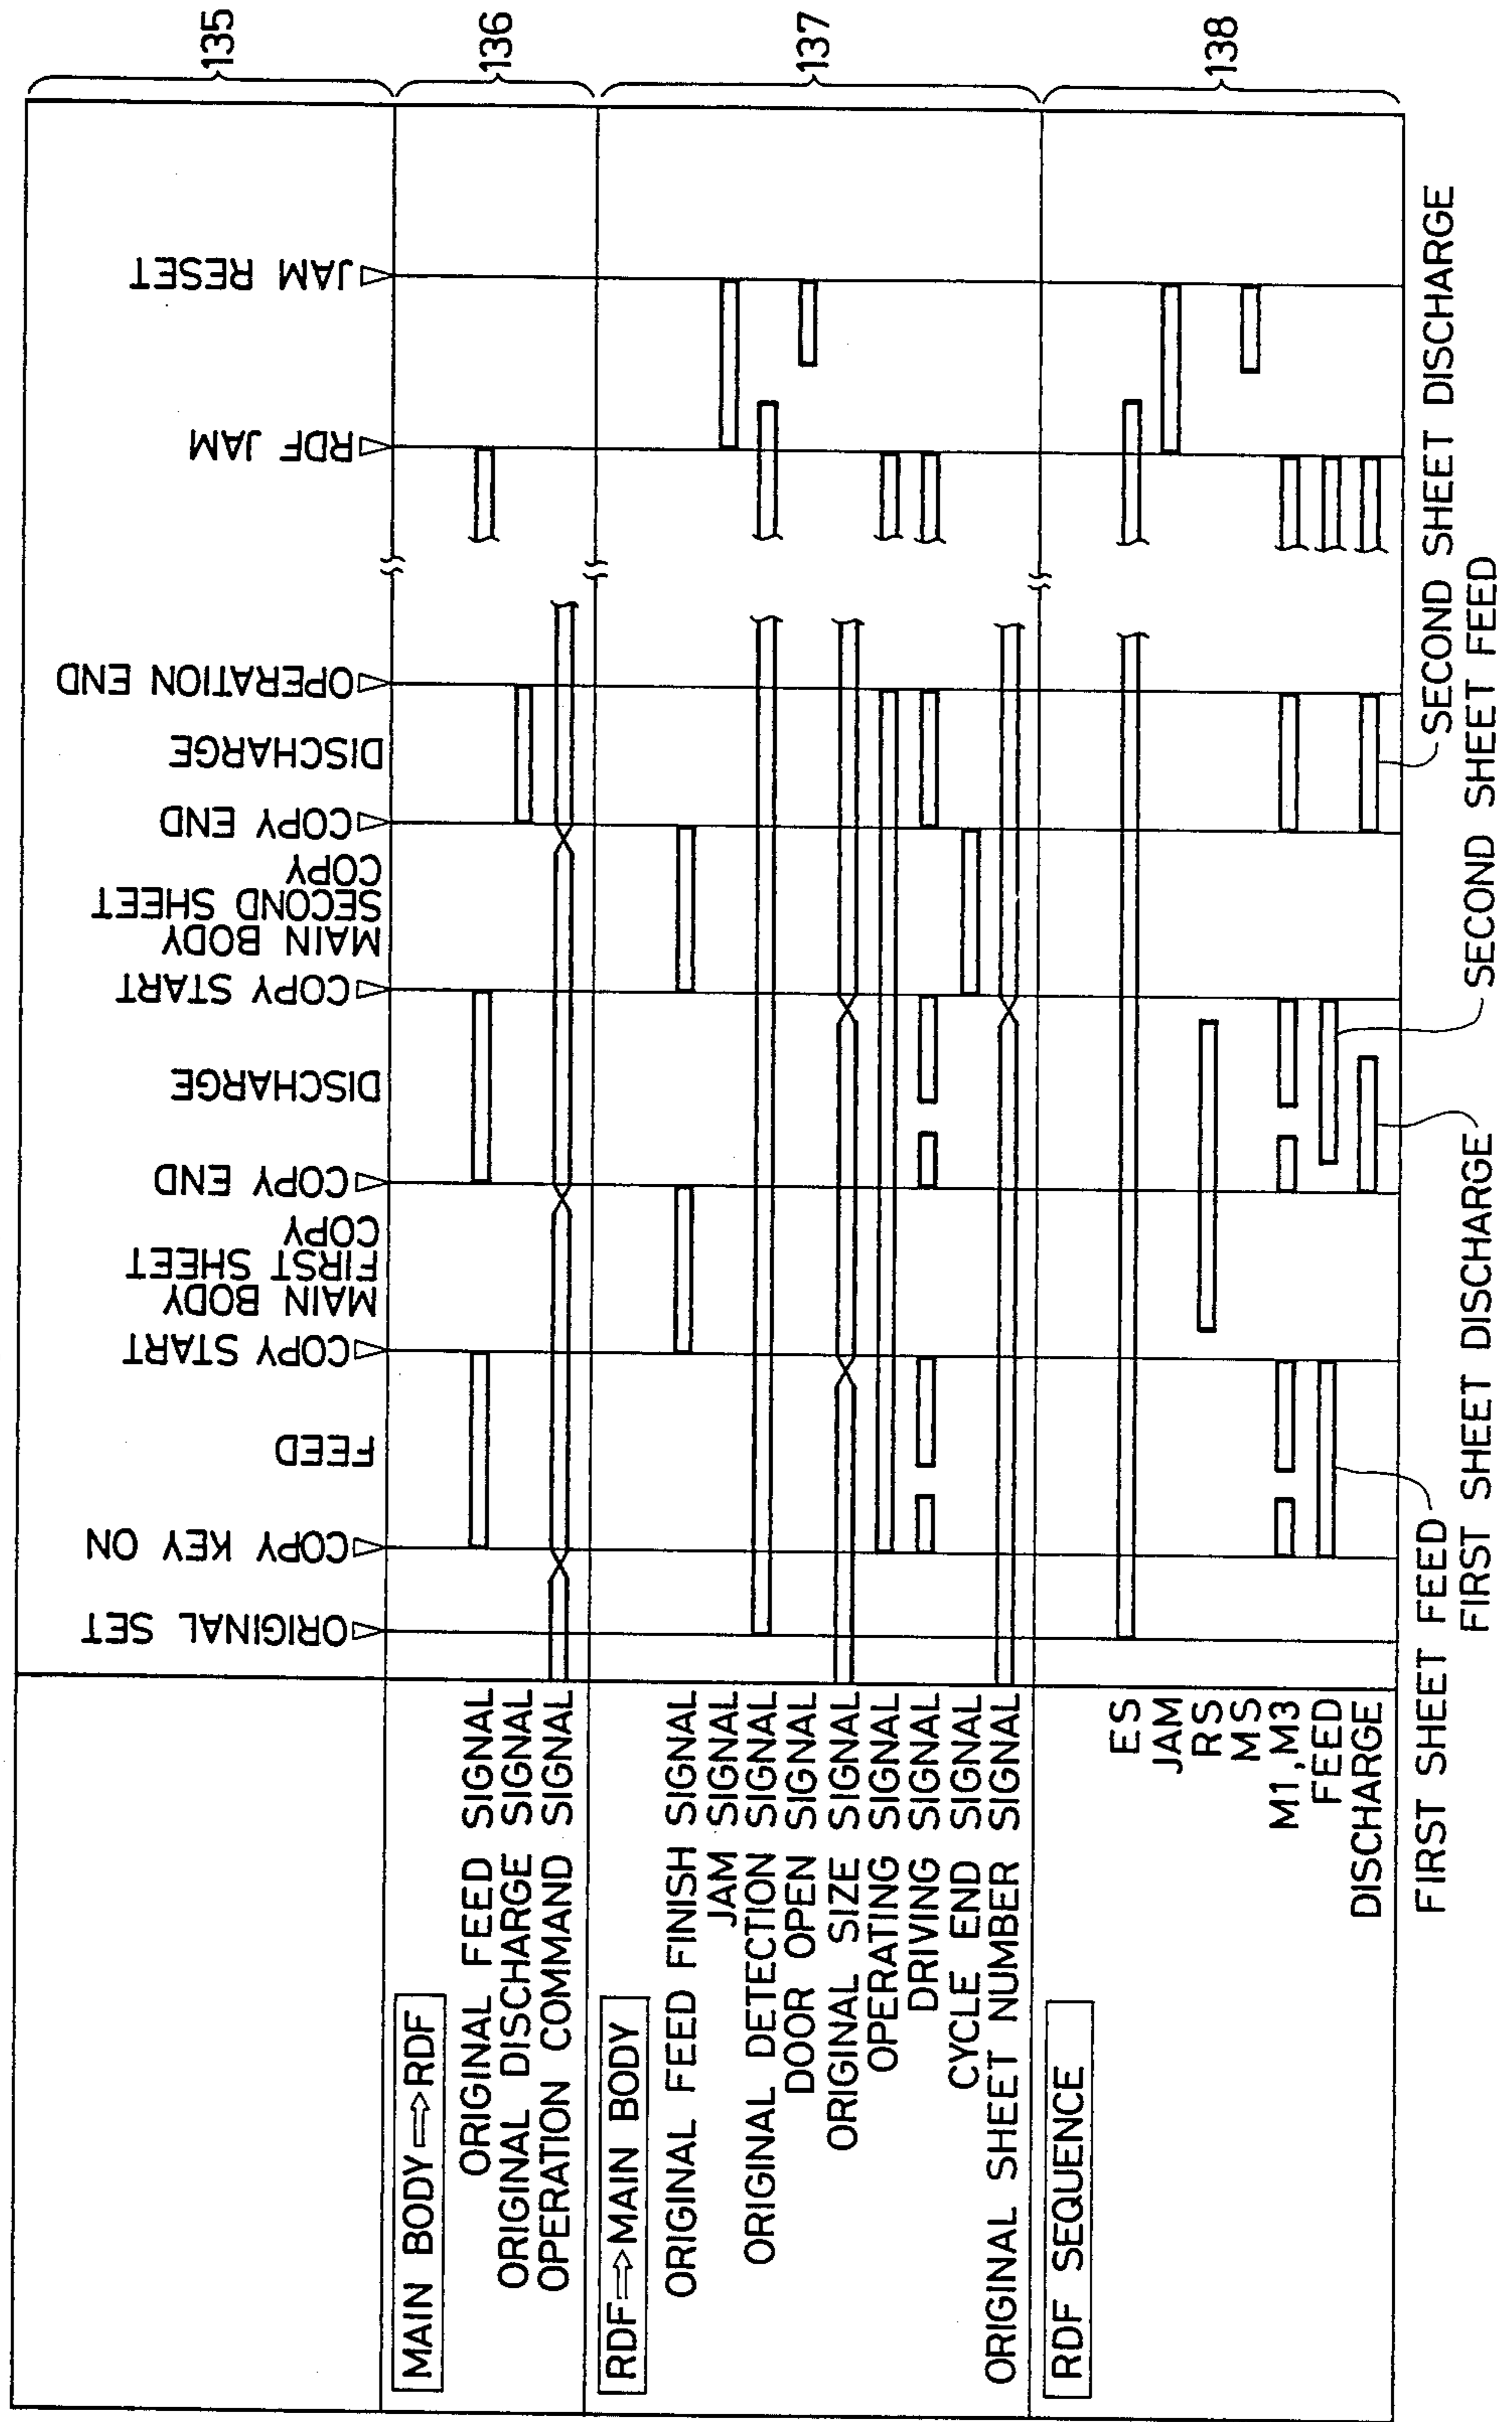 135
136
137
138
ORIGINAL SET
COPY KEY ON
FEED
COPY START
MAIN BODY
FIRST SHEET
COPY
COPY END
DISCHARGE
COPY START
MAIN BODY
SECOND SHEET
COPY
COPY END
DISCHARGE
OPERATION END
RDF JAM
JAM RESET
MAIN BODY⇒RDF
ORIGINAL FEED SIGNAL
ORIGINAL DISCHARGE SIGNAL
OPERATION COMMAND SIGNAL
RDF⇒MAIN BODY
ORIGINAL FEED FINISH SIGNAL
JAM SIGNAL
ORIGINAL DETECTION SIGNAL
DOOR OPEN SIGNAL
ORIGINAL SIZE SIGNAL
OPERATING SIGNAL
DRIVING SIGNAL
CYCLE END SIGNAL
ORIGINAL SHEET NUMBER SIGNAL
RDF SEQUENCE
ES
JAM
RS
MS
M1,M3
FEED
DISCHARGE
FIRST SHEET FEED
FIRST SHEET DISCHARGE
SECOND SHEET FEED
SECOND SHEET DISCHARGE